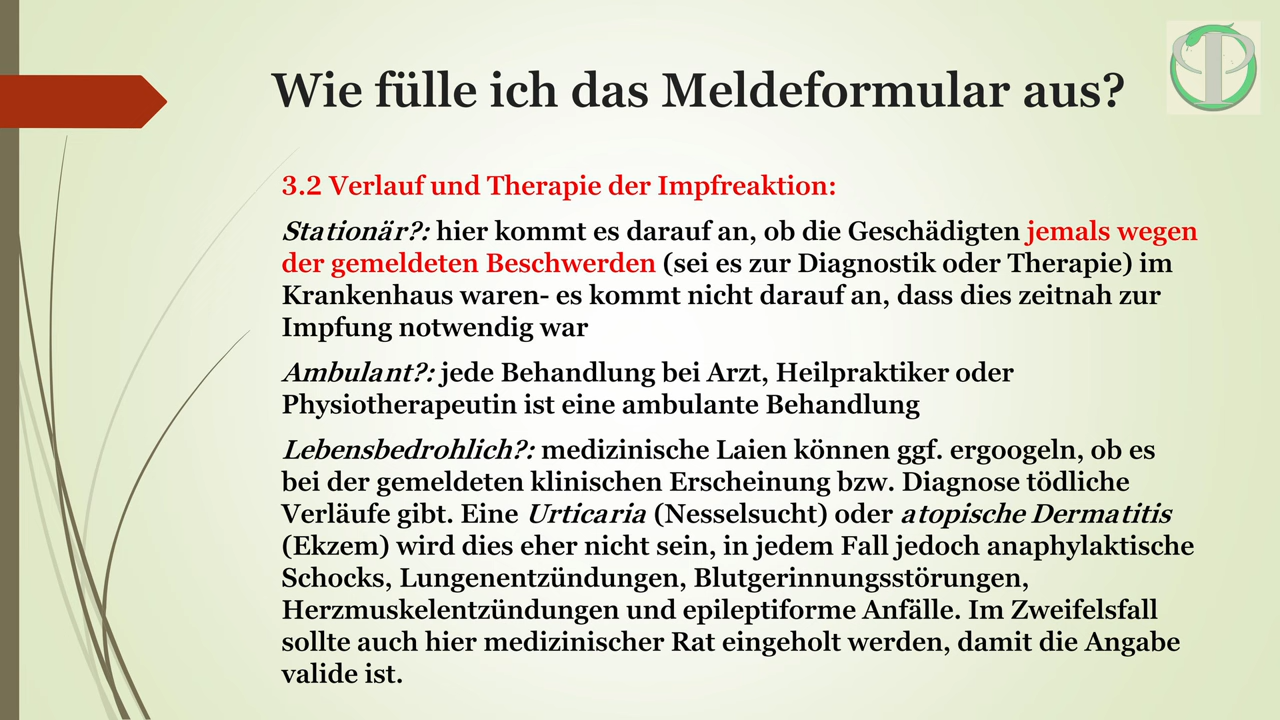 Wie fülle ich das Meldeformular aus?
3.2 Verlauf und Therapie der Impfreaktion:
Stationär?: hier kommt es darauf an, ob die Geschädigten jemals wegen
der gemeldeten Beschwerden (sei es zur Diagnostik oder Therapie) im
Krankenhaus waren- es kommt nicht darauf an, dass dies zeitnah zur
Impfung notwendig war
Ambulant?: jede Behandlung bei Arzt, Heilpraktiker oder
Physiotherapeutin ist eine ambulante Behandlung
Lebensbedrohlich?: medizinische Laien können ggf. ergoogeln, ob es
bei der gemeldeten klinischen Erscheinung bzw. Diagnose tödliche
Verläufe gibt. Eine Urticaria (Nesselsucht) oder atopische Dermatitis
(Ekzem) wird dies eher nicht sein, in jedem Fall jedoch anaphylaktische
Schocks, Lungenentzündungen, Blutgerinnungsstörungen,
Herzmuskelentzündungen und epileptiforme Anfälle. Im Zweifelsfall
sollte auch hier medizinischer Rat eingeholt werden, damit die Angabe
valide ist.